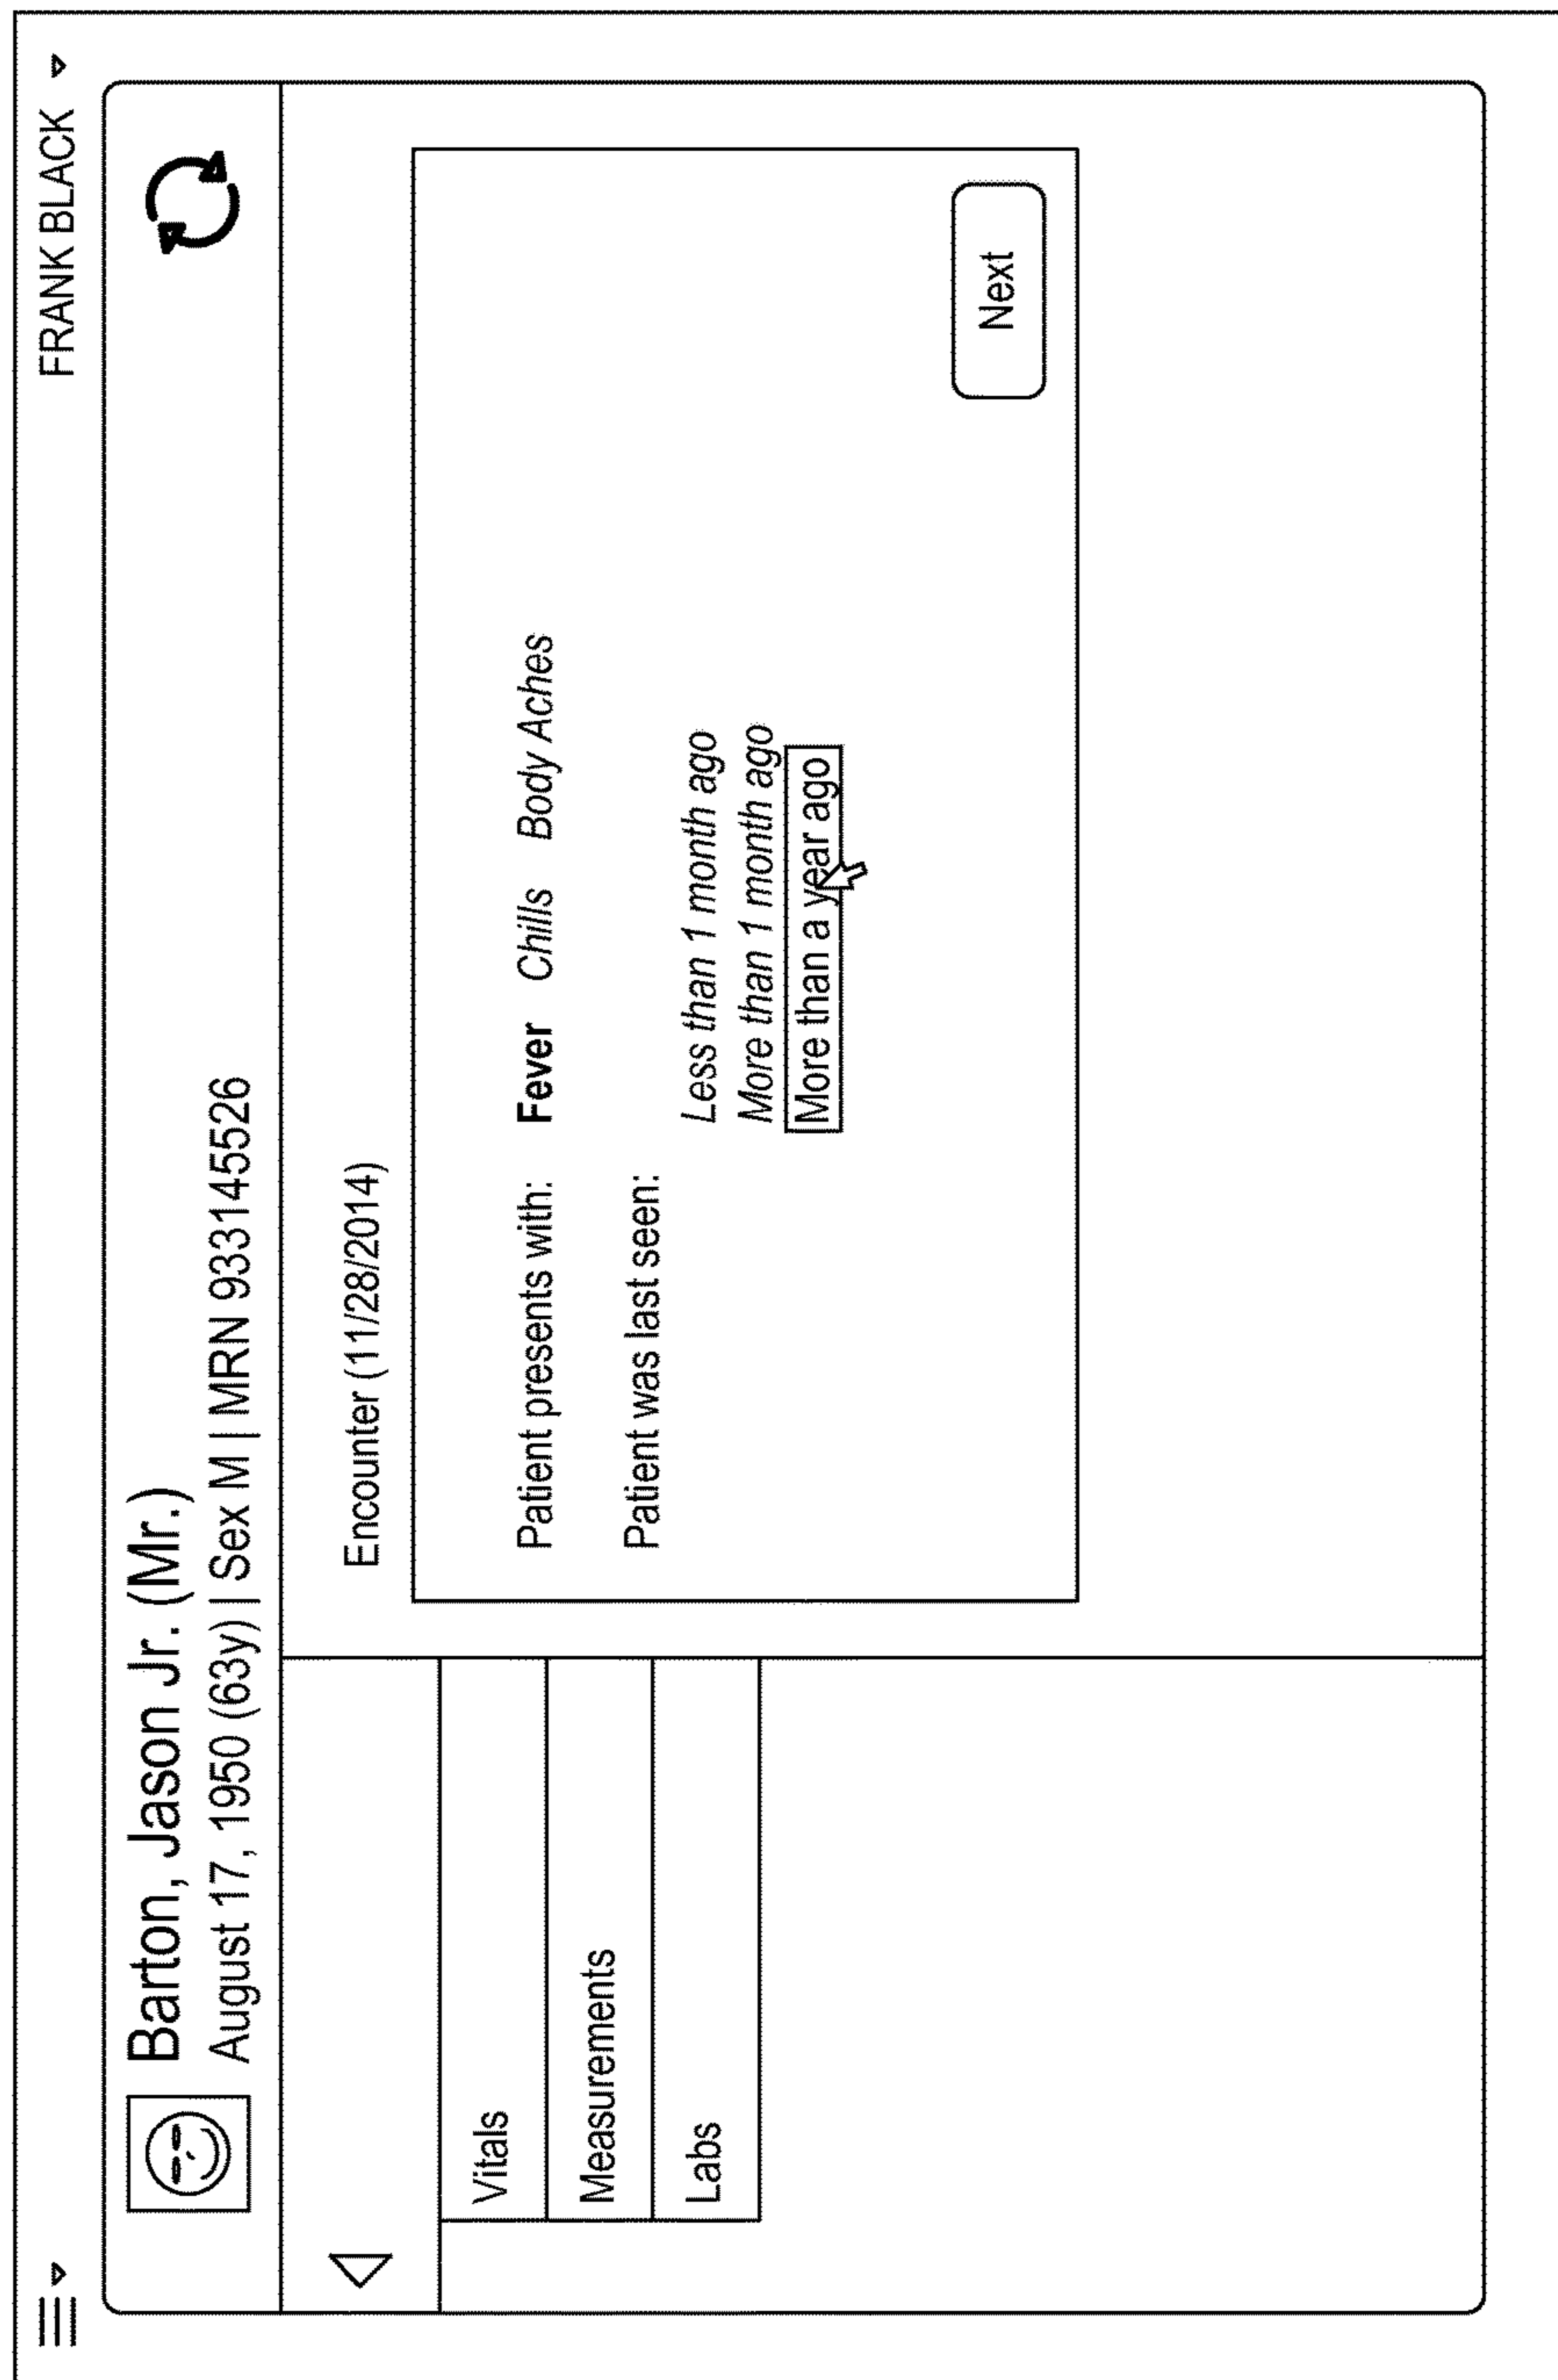 FRANK BLACK
Barton, Jason Jr. (Mr.)
August 17, 1950 (63y) | Sex M | MRN 933145526
Encounter (11/28/2014)
Vitals
Measurements
Labs
Patient presents with: Fever Chills Body Aches
Patient was last seen:
Less than 1 month ago
More than 1 month ago
More than a year ago
Next